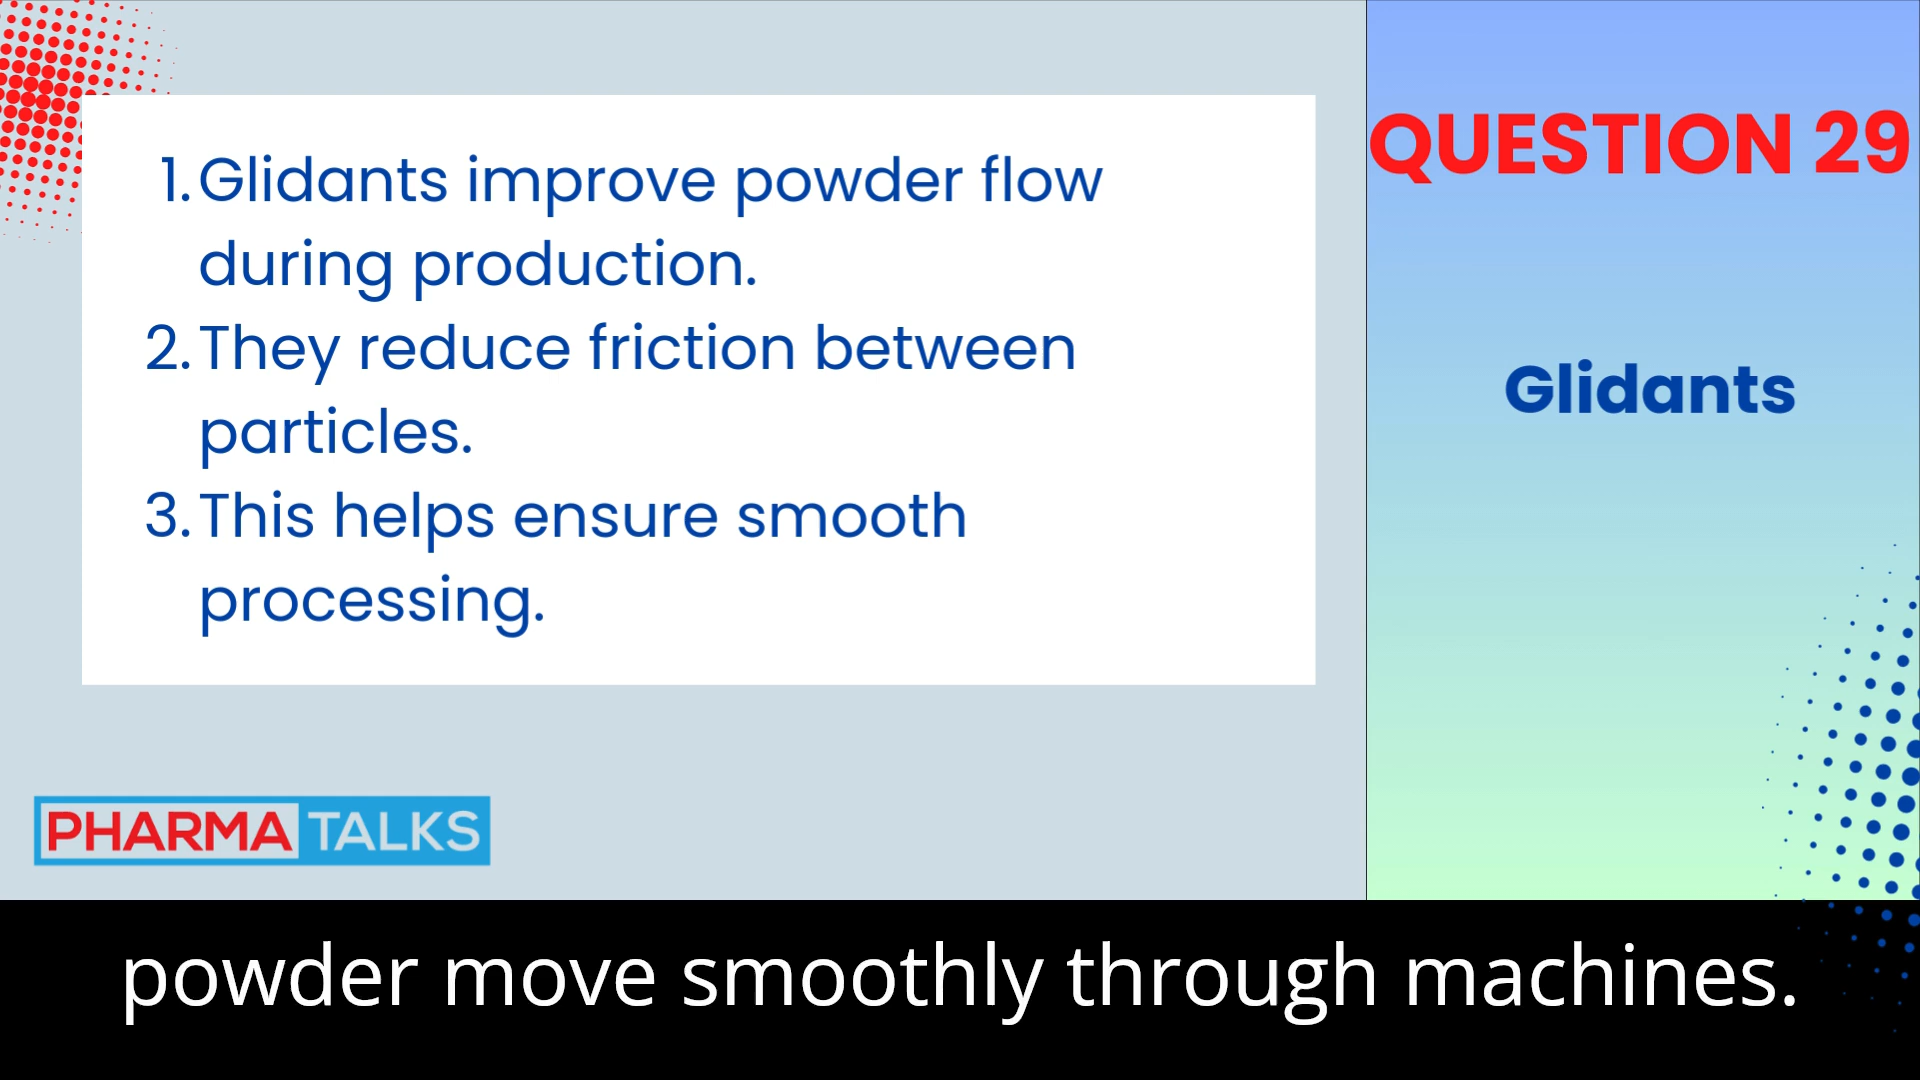 1. Glidants improve powder flow
during production.
2. They reduce friction between
particles.
3. This helps ensure smooth
processing.
QUESTION 29
Glidants
PHARMA TALKS
powder move smoothly through machines.